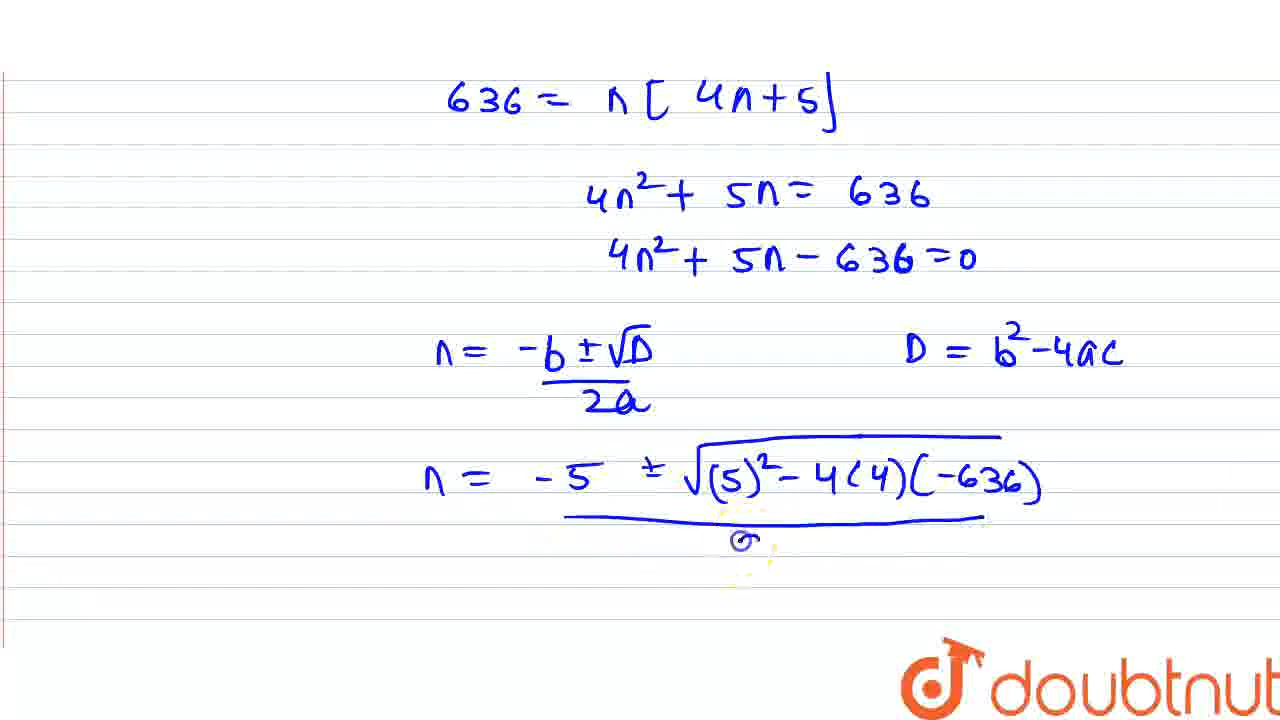 636 = n [ 4n + 5 ]
4n² + 5n = 636
4n² + 5n - 636 = 0
n = -b ± √D / 2a D = b² - 4ac
n = -5 ± √(5)² - 4(4)(-636)
doubtnut